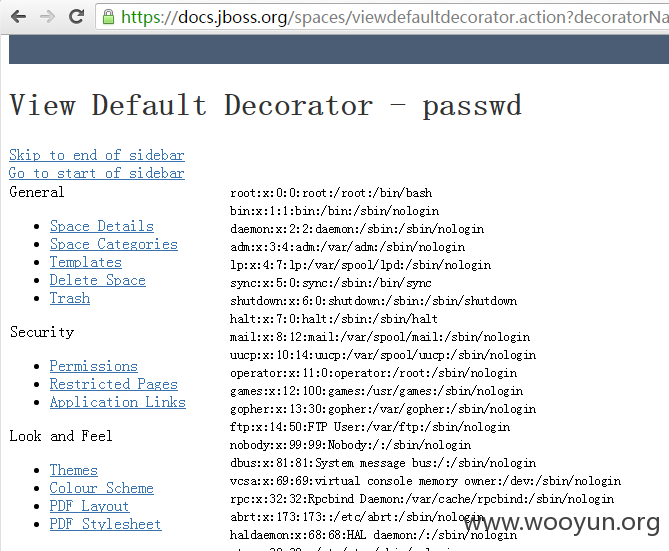 https://docs.jboss.org/spaces/viewdefaultdecorator.action?decoratorNa
View Default Decorator - passwd
Skip to end of sidebar
Go to start of sidebar
General
Space Details
Space Categories
Templates
Delete Space
Trash
Security
Permissions
Restricted Pages
Application Links
Look and Feel
Themes
Colour Scheme
PDF Layout
PDF Stylesheet
root:x:0:0:root:/root:/bin/bash
bin:x:1:1:bin:/bin:/sbin/nologin
daemon:x:2:2:daemon:/sbin:/sbin/nologin
adm:x:3:4:adm:/var/adm:/sbin/nologin
lp:x:4:7:lp:/var/spool/lpd:/sbin/nologin
sync:x:5:0:sync:/sbin:/bin/sync
shutdown:x:6:0:shutdown:/sbin:/sbin/shutdown
halt:x:7:0:halt:/sbin:/sbin/halt
mail:x:8:12:mail:/var/spool/mail:/sbin/nologin
uucp:x:10:14:uucp:/var/spool/uucp:/sbin/nologin
operator:x:11:0:operator:/root:/sbin/nologin
games:x:12:100:games:/usr/games:/sbin/nologin
gopher:x:13:30:gopher:/var/gopher:/sbin/nologin
ftp:x:14:50:FTP User:/var/ftp:/sbin/nologin
nobody:x:99:99:Nobody:/:/sbin/nologin
dbus:x:81:81:System message bus:/:/sbin/nologin
vcsa:x:69:69:virtual console memory owner:/dev:/sbin/nologin
rpc:x:32:32:Rpcbind Daemon:/var/cache/rpcbind:/sbin/nologin
abrt:x:173:173::/etc/abrt:/sbin/nologin
haldaemon:x:68:68:HAL daemon:/:/sbin/nologin
www.wooyun.org